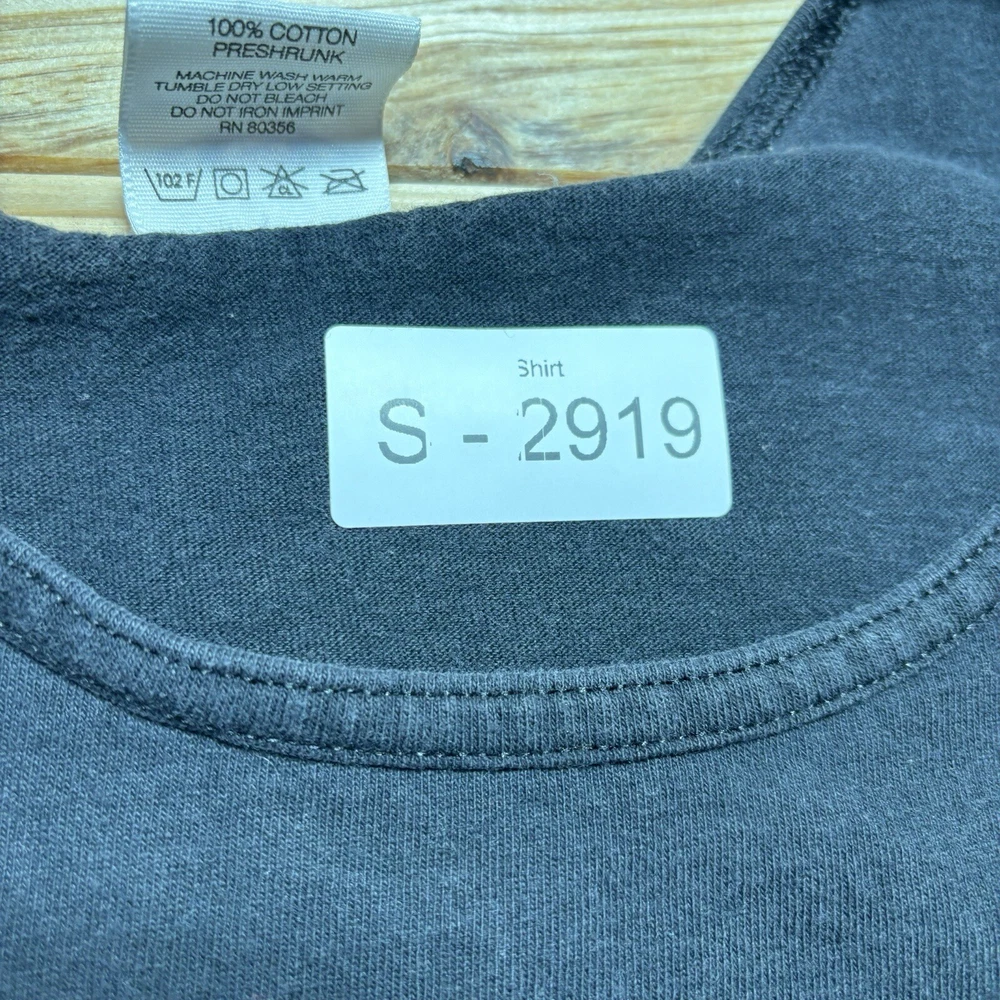 100% COTTON
PRESHRUNK
MACHINE WASH WARM
TUMBLE DRY LOW SETTING
DO NOT BLEACH
DO NOT IRON IMPRINT
RN 80356
102 F
CL
Shirt
S - 2919